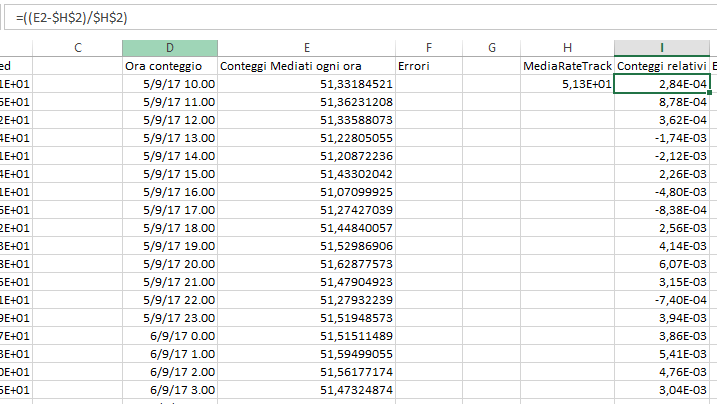 =((E2-$H$2)/$H$2)
C D E F G H I
ed Ora conteggio Conteggi Mediati ogni ora Errori MediaRateTrack Conteggi relativi E
1E+01 5/9/17 10.00 51,33184521 5,13E+01 2,84E-04
5E+01 5/9/17 11.00 51,36231208 8,78E-04
2E+01 5/9/17 12.00 51,33588073 3,62E-04
4E+01 5/9/17 13.00 51,22805055 -1,74E-03
1E+01 5/9/17 14.00 51,20872236 -2,12E-03
4E+01 5/9/17 15.00 51,43302042 2,26E-03
1E+01 5/9/17 16.00 51,07099925 -4,80E-03
5E+01 5/9/17 17.00 51,27427039 -8,38E-04
2E+01 5/9/17 18.00 51,44840057 2,56E-03
3E+01 5/9/17 19.00 51,52986906 4,14E-03
8E+01 5/9/17 20.00 51,62877573 6,07E-03
5E+01 5/9/17 21.00 51,47904923 3,15E-03
1E+01 5/9/17 22.00 51,27932239 -7,40E-04
9E+01 5/9/17 23.00 51,51948573 3,94E-03
7E+01 6/9/17 0.00 51,51511489 3,86E-03
3E+01 6/9/17 1.00 51,59499055 5,41E-03
0E+01 6/9/17 2.00 51,56177174 4,76E-03
5E+01 6/9/17 3.00 51,47324874 3,04E-03